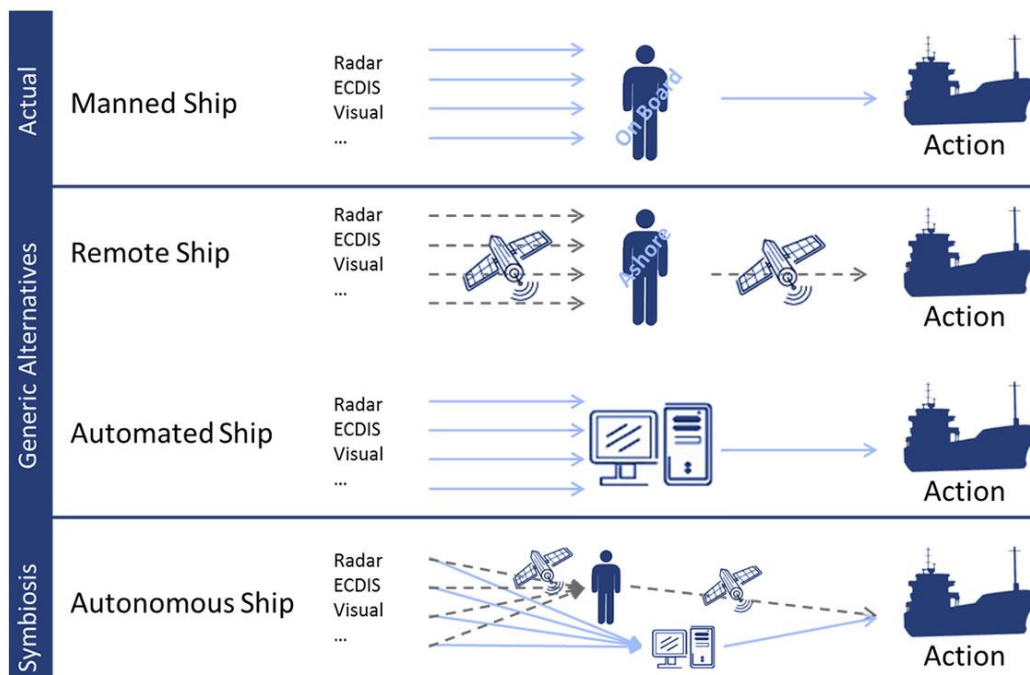 Actual
Manned Ship
Radar
ECDIS
Visual
...
On Board
Action
Generic Alternatives
Remote Ship
Radar
ECDIS
Visual
...
Ashore
Action
Automated Ship
Radar
ECDIS
Visual
...
Action
Symbiosis
Autonomous Ship
Radar
ECDIS
Visual
...
Action